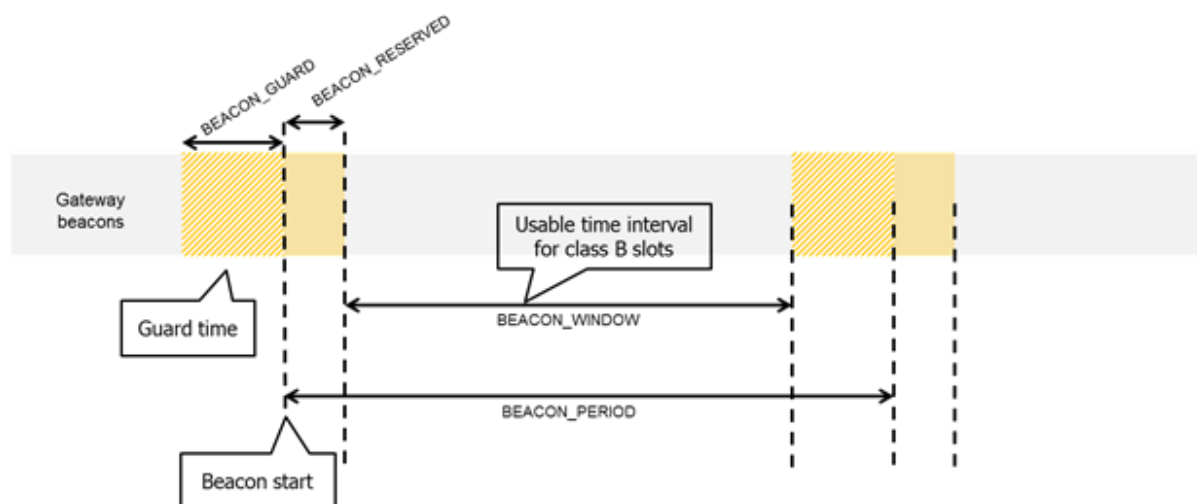 BEACON_GUARD
BEACON_RESERVED
Gateway
beacons
Usable time interval
for class B slots
Guard time
BEACON_WINDOW
BEACON_PERIOD
Beacon start